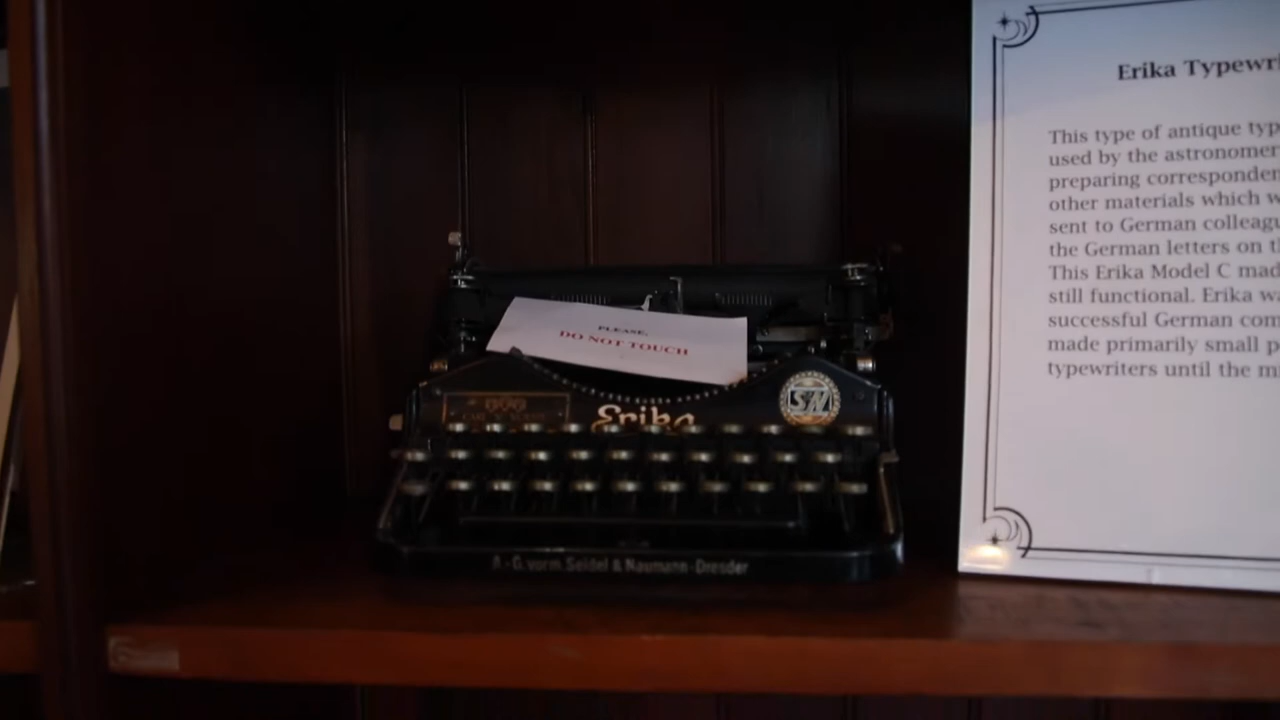 PLEASE,
DO NOT TOUCH
Erika
S&N
A.-G. vorm. Seidel & Naumann-Dresden
Erika Typewri
This type of antique typ
used by the astronomer
preparing corresponden
other materials which w
sent to German colleagu
the German letters on t
This Erika Model C mad
still functional. Erika wa
successful German com
made primarily small p
typewriters until the m